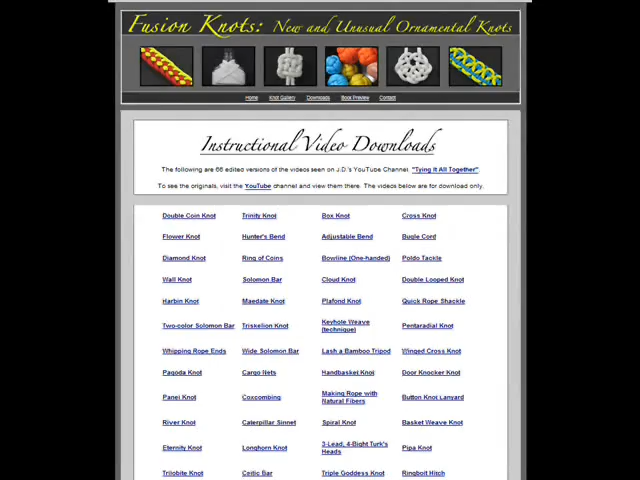 Fusion Knots: New and Unusual Ornamental Knots
Home Knot Gallery Downloads Book Preview Contact
Instructional Video Downloads
The following are 68 edited versions of the videos seen on J.D.'s YouTube Channel, "Tying It All Together".
To see the originals, visit the YouTube channel and view them there. The videos below are for download only.
Double Coin Knot Trinity Knot Box Knot Cross Knot
Flower Knot Hunter's Bend Adjustable Bend Bugle Cord
Diamond Knot Ring of Coins Bowline (One-handed) Poldo Tackle
Wall Knot Solomon Bar Cloud Knot Double Looped Knot
Harbin Knot Maedate Knot Plafond Knot Quick Rope Shackle
Two-color Solomon Bar Triskelion Knot Keyhole Weave (technique) Pentaradial Knot
Whipping Rope Ends Wide Solomon Bar Lash a Bamboo Tripod Winged Cross Knot
Pagoda Knot Cargo Nets Handbasket Knot Door Knocker Knot
Panel Knot Coxcombing Making Rope with Natural Fibers Button Knot Lanyard
River Knot Caterpillar Sinnet Spiral Knot Basket Weave Knot
Eternity Knot Longhorn Knot 3-Lead, 4-Bight Turk's Heads Pipa Knot
Trilobite Knot Celtic Bar Triple Goddess Knot Ringbolt Hitch